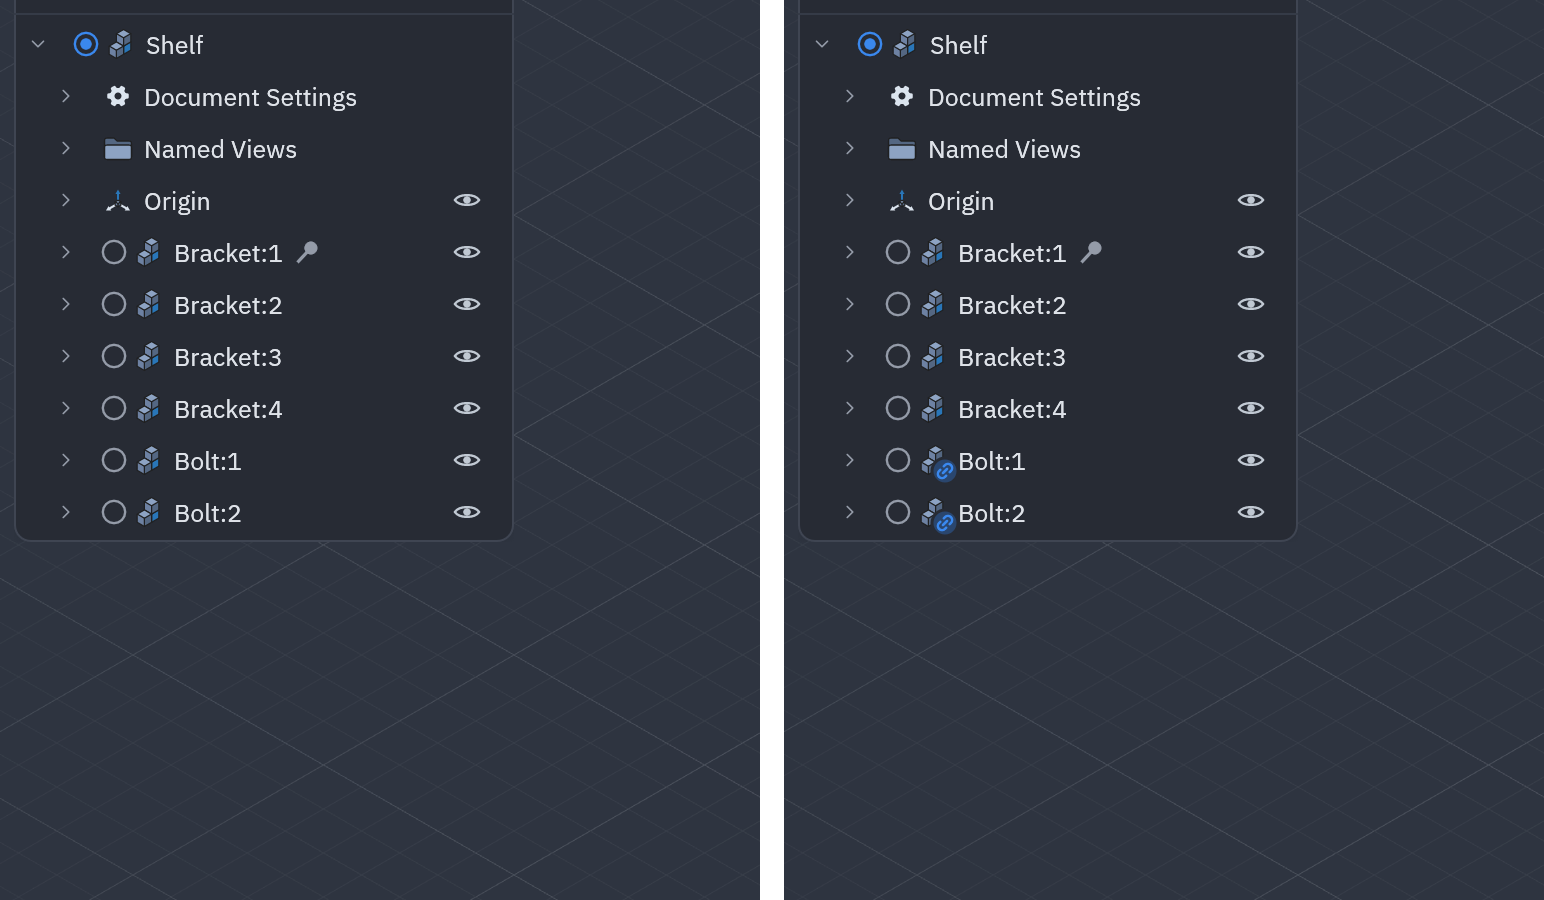 Shelf
Document Settings
Named Views
Origin
Bracket:1
Bracket:2
Bracket:3
Bracket:4
Bolt:1
Bolt:2
Shelf
Document Settings
Named Views
Origin
Bracket:1
Bracket:2
Bracket:3
Bracket:4
Bolt:1
Bolt:2